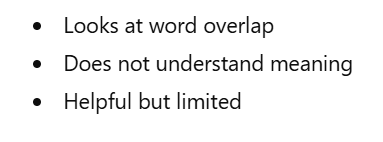 • Looks at word overlap
• Does not understand meaning
• Helpful but limited